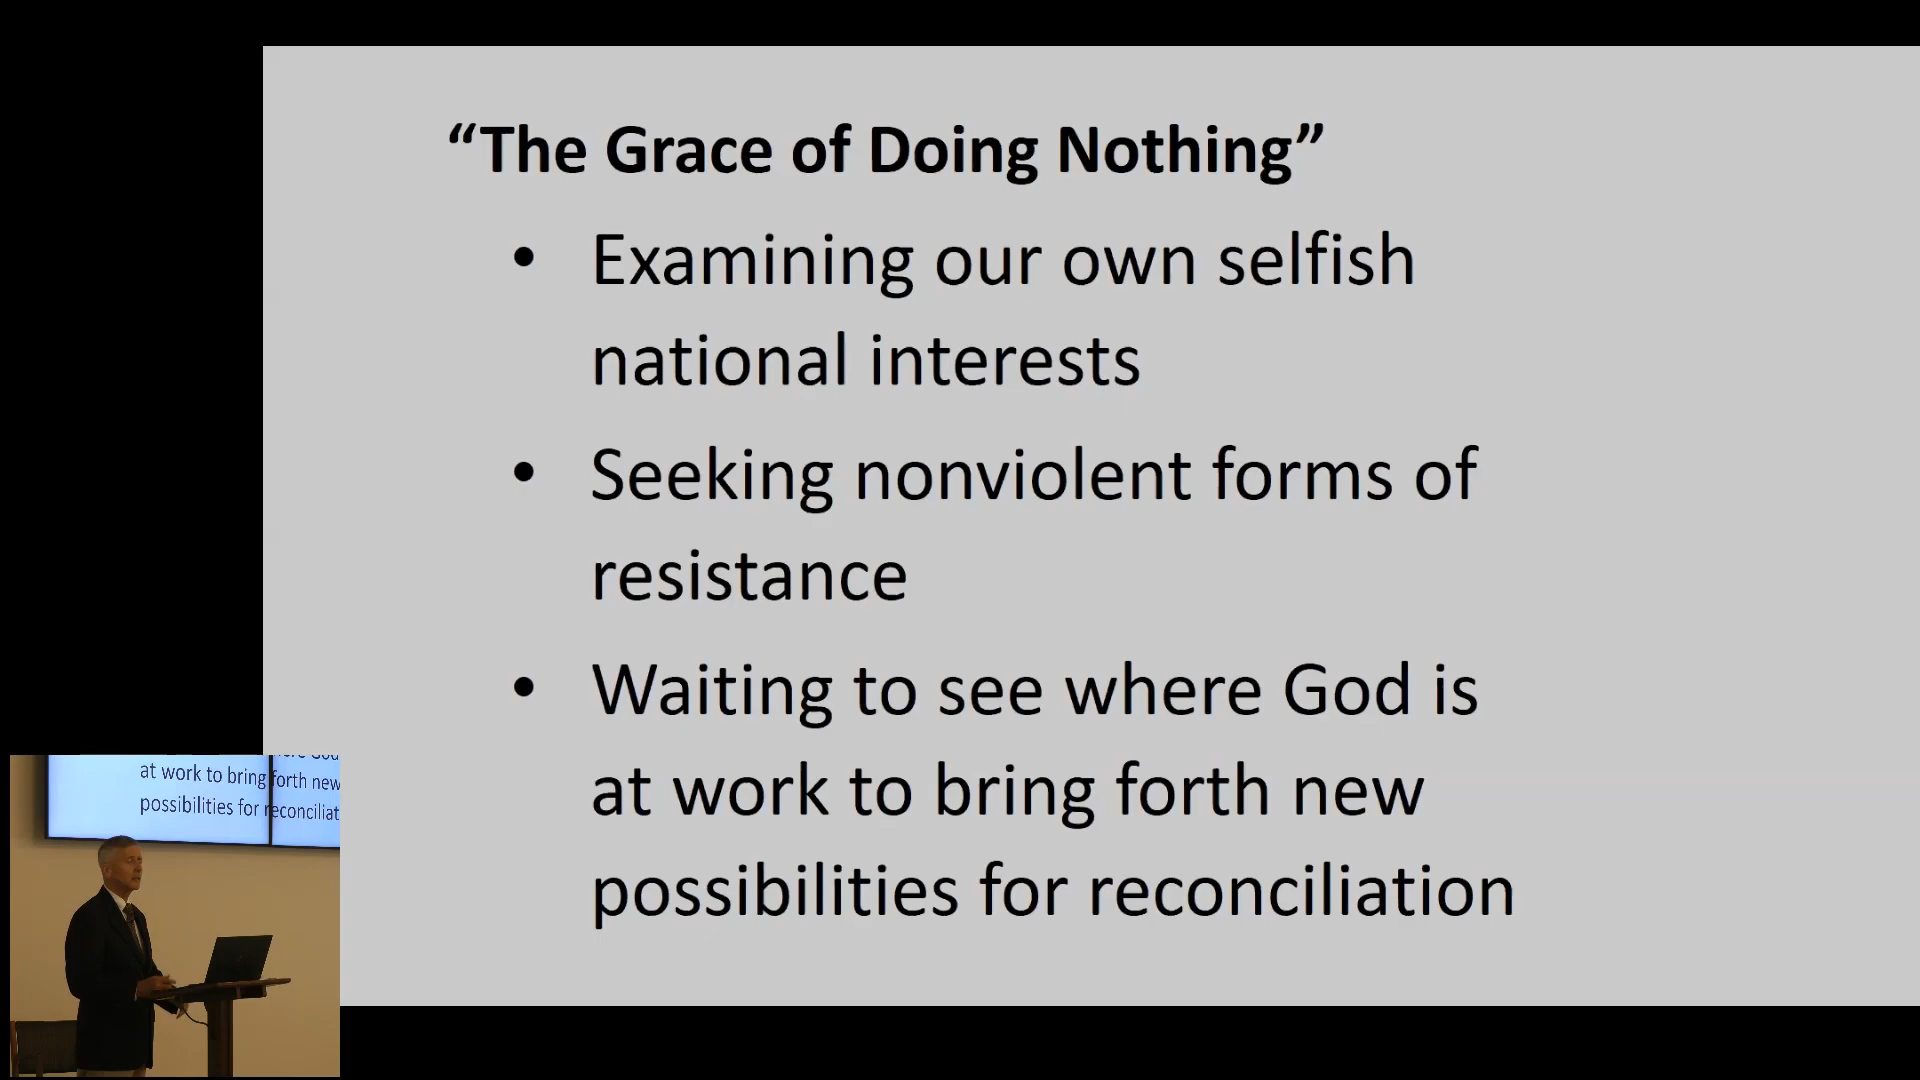 “The Grace of Doing Nothing”
• Examining our own selfish
national interests
• Seeking nonviolent forms of
resistance
• Waiting to see where God is
at work to bring forth new
possibilities for reconciliation
at work to bring forth new
possibilities for reconciliat